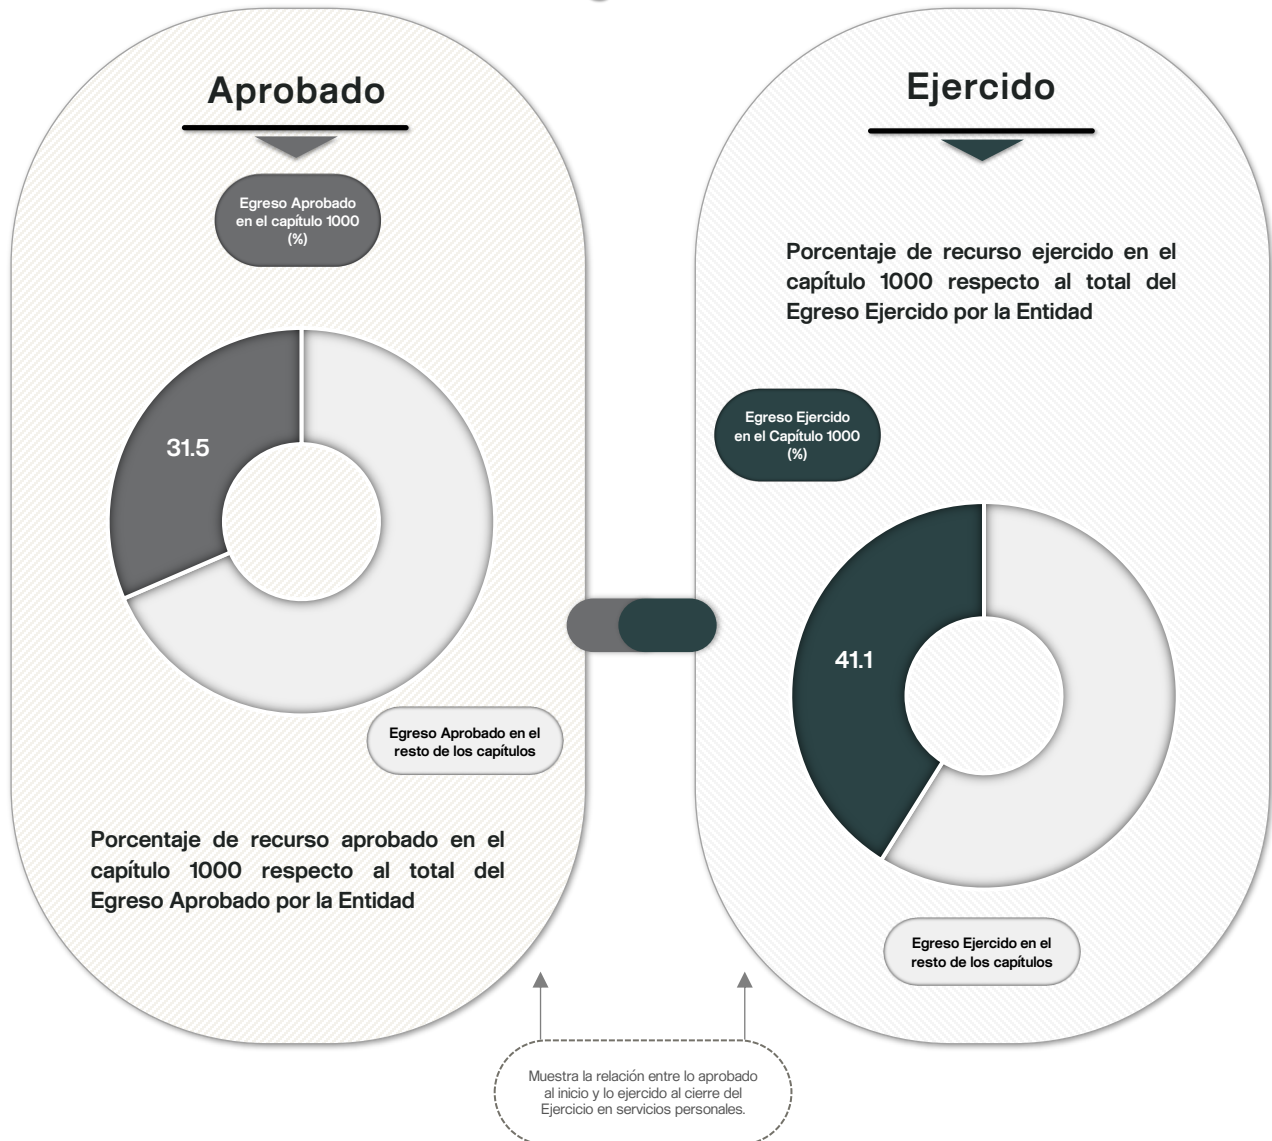 Aprobado
Egreso Aprobado
en el capítulo 1000
(%)
31.5
Egreso Aprobado en el
resto de los capítulos
Porcentaje de recurso aprobado en el
capítulo 1000 respecto al total del
Egreso Aprobado por la Entidad
Ejercido
Porcentaje de recurso ejercido en el
capítulo 1000 respecto al total del
Egreso Ejercido por la Entidad
Egreso Ejercido
en el Capítulo 1000
(%)
41.1
Egreso Ejercido en el
resto de los capítulos
Muestra la relación entre lo aprobado
al inicio y lo ejercido al cierre del
Ejercicio en servicios personales.